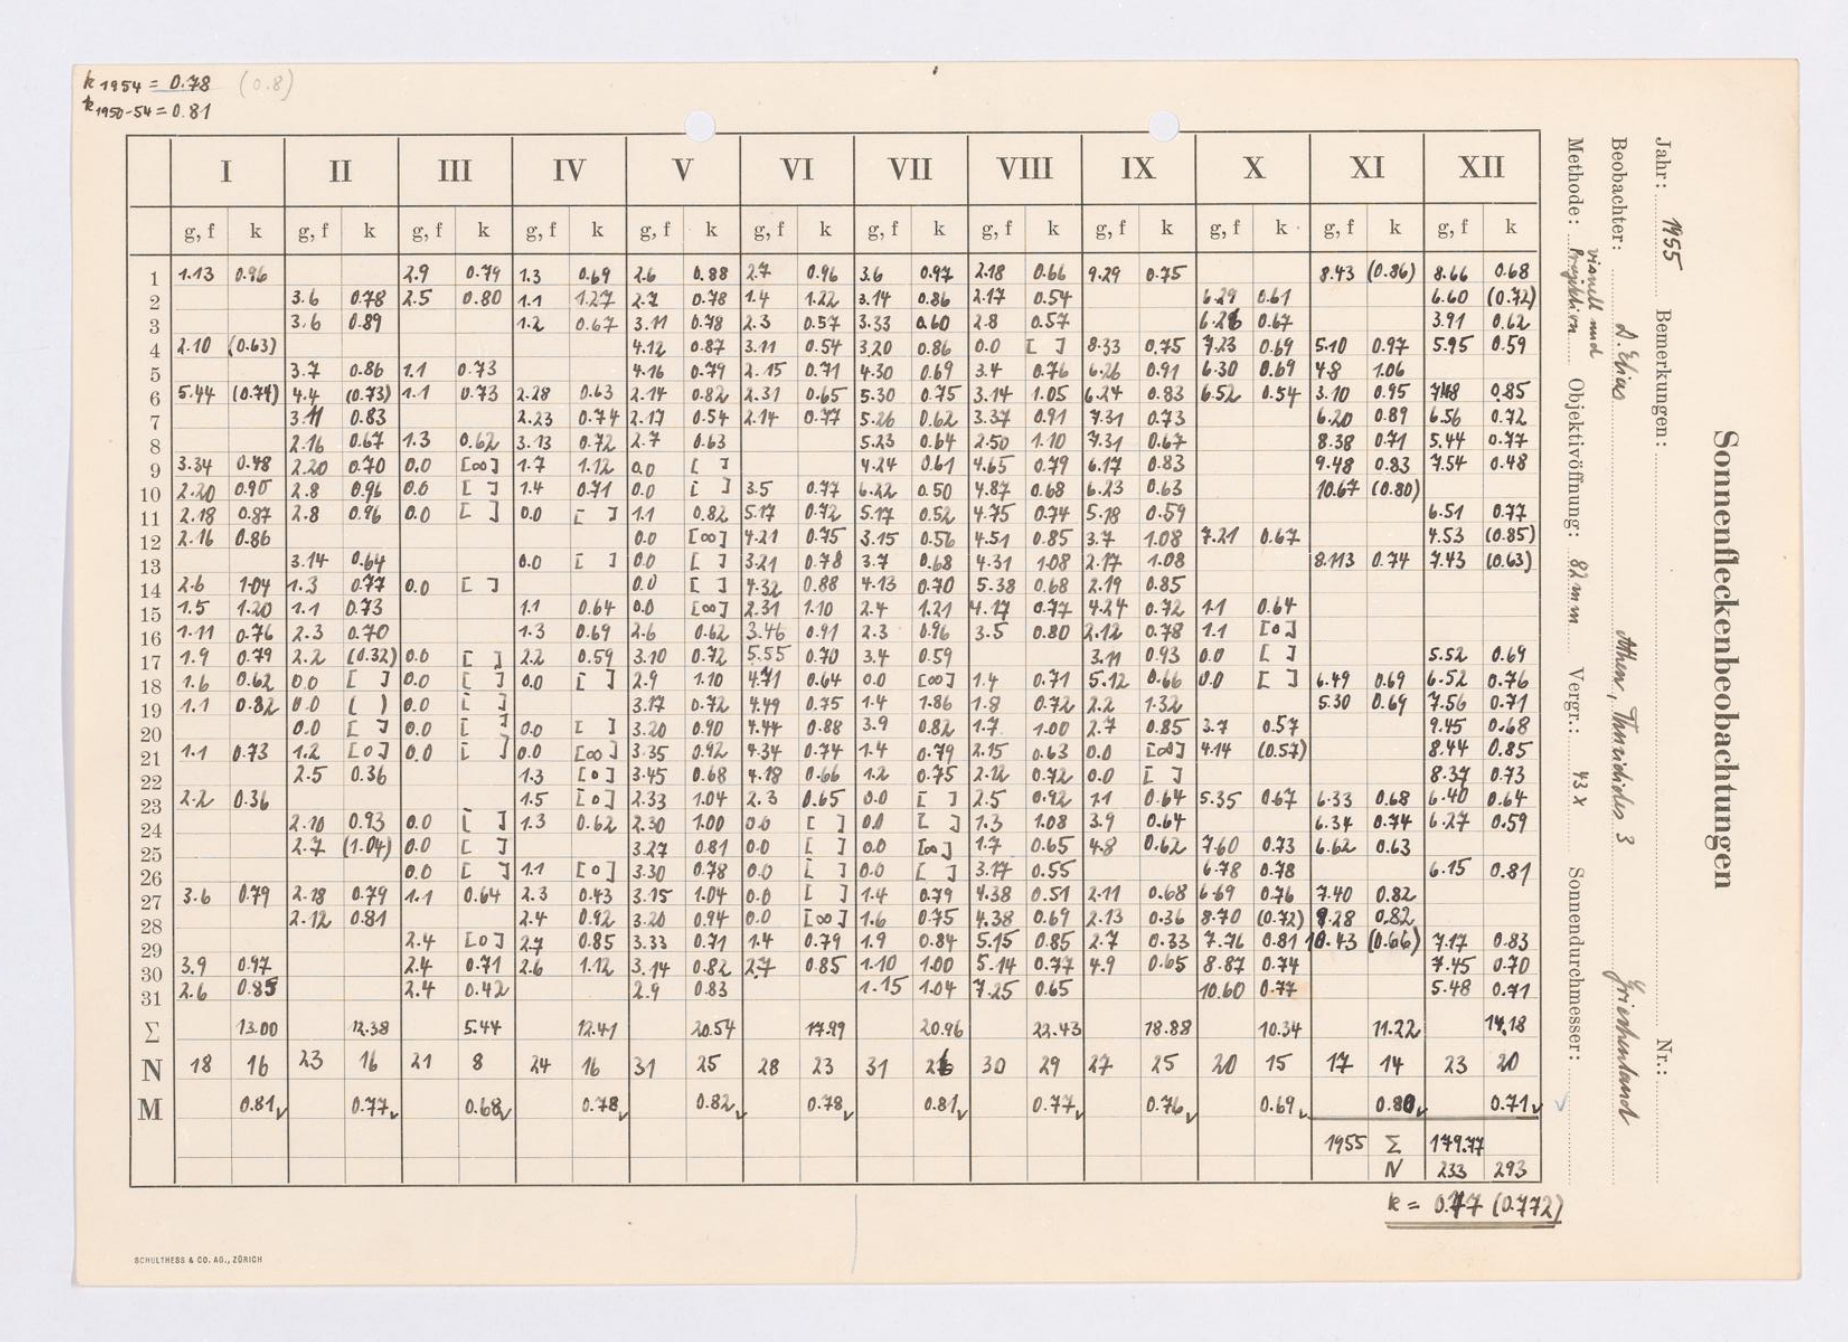 k 1954 = 0.78 (0.8)
k 1950-54 = 0.81
I II III IV V VI VII VIII IX X XI XII
g, f k g, f k g, f k g, f k g, f k g, f k g, f k g, f k g, f k g, f k g, f k g, f k
1 1.13 0.96 2.9 0.79 1.3 0.69 2.6 0.88 2.7 0.96 3.6 0.97 2.18 0.66 9.29 0.75 8.43 (0.86) 8.66 0.68
2 3.6 0.78 2.5 0.80 1.1 1.27 2.7 0.78 1.4 1.22 3.14 0.86 2.17 0.54 6.29 0.61 6.60 (0.72)
3 3.6 0.89 1.2 0.67 3.11 0.78 2.3 0.57 3.33 0.60 2.8 0.57 6.26 0.67 3.91 0.62
4 2.10 (0.63) 4.12 0.87 3.11 0.54 3.20 0.86 0.0 [ ] 8.33 0.75 7.23 0.69 5.10 0.97 5.95 0.59
5 3.7 0.86 1.1 0.73 4.16 0.79 2.15 0.71 4.30 0.69 3.4 0.76 6.26 0.91 6.30 0.69 4.8 1.06
6 5.44 (0.74) 4.4 (0.73) 1.1 0.73 2.28 0.63 2.14 0.82 2.31 0.65 5.30 0.75 3.14 1.05 6.24 0.83 6.52 0.54 3.10 0.95 7.48 0.85
7 3.11 0.83 2.23 0.74 2.17 0.54 2.14 0.77 5.26 0.62 3.37 0.91 7.31 0.73 6.20 0.89 6.56 0.72
8 2.16 0.67 1.3 0.62 3.13 0.72 2.7 0.63 5.23 0.64 2.50 1.10 7.31 0.67 8.38 0.71 5.44 0.77
9 3.34 0.48 2.20 0.70 0.0 [∞] 1.7 1.12 0.0 [ ] 4.24 0.61 4.65 0.79 6.17 0.83 9.48 0.83 7.54 0.48
10 2.20 0.90 2.8 0.96 0.0 [ ] 1.4 0.71 0.0 [ ] 3.5 0.77 6.22 0.50 4.87 0.68 6.23 0.63 10.67 (0.80)
11 2.18 0.87 2.8 0.96 0.0 [ ] 0.0 [ ] 1.1 0.82 5.17 0.72 5.17 0.52 4.75 0.74 5.18 0.59 6.51 0.77
12 2.16 0.86 0.0 [∞] 4.21 0.75 3.15 0.56 4.51 0.85 3.7 1.08 7.21 0.67 4.53 (0.85)
13 3.14 0.64 0.0 [ ] 0.0 [ ] 3.21 0.78 3.7 0.68 4.31 1.08 2.17 1.08 8.113 0.74 7.43 (0.63)
14 2.6 1.04 1.3 0.77 0.0 [ ] 0.0 [ ] 4.32 0.88 4.13 0.70 5.38 0.68 2.19 0.85
15 1.5 1.20 1.1 0.73 1.1 0.64 0.0 [∞] 2.31 1.10 2.4 1.21 4.17 0.77 4.24 0.72 1.1 0.64
16 1.11 0.76 2.3 0.70 1.3 0.69 2.6 0.62 3.46 0.91 2.3 0.96 3.5 0.80 2.12 0.78 1.1 [0]
17 1.9 0.79 2.2 (0.32) 0.0 [ ] 2.2 0.59 3.10 0.72 5.55 0.70 3.4 0.59 3.11 0.93 0.0 [ ] 5.52 0.69
18 1.6 0.62 0.0 [ ] 0.0 [ ] 0.0 [ ] 2.9 1.10 4.71 0.64 0.0 [∞] 1.4 0.71 5.12 0.66 0.0 [ ] 6.49 0.69 6.52 0.76
19 1.1 0.82 0.0 ( ) 0.0 [ ] 3.17 0.72 4.49 0.75 1.4 1.86 1.8 0.72 2.2 1.32 5.30 0.69 7.56 0.71
20 0.0 [ ] 0.0 [ ] 0.0 [ ] 3.20 0.90 4.44 0.88 3.9 0.82 1.7 1.00 2.7 0.85 3.7 0.57 9.45 0.68
21 1.1 0.73 1.2 [0] 0.0 [ ] 0.0 [∞] 3.35 0.92 4.34 0.74 1.4 0.79 2.15 0.63 0.0 [∞] 4.14 (0.57) 8.44 0.85
22 2.5 0.36 1.3 [0] 3.45 0.68 4.18 0.66 1.2 0.75 2.12 0.72 0.0 [ ] 8.37 0.73
23 2.2 0.36 1.5 [0] 2.33 1.04 2.3 0.65 0.0 [ ] 2.5 0.92 1.1 0.64 5.35 0.67 6.33 0.68 6.40 0.64
24 2.10 0.93 0.0 [ ] 1.3 0.62 2.30 1.00 0.0 [ ] 0.0 [ ] 1.3 1.08 3.9 0.64 6.34 0.74 6.27 0.59
25 2.7 (1.04) 0.0 [ ] 3.27 0.81 0.0 [ ] 0.0 [∞] 1.7 0.65 4.8 0.62 7.60 0.73 6.62 0.63
26 0.0 [ ] 1.1 [0] 3.30 0.78 0.0 [ ] 0.0 [ ] 3.17 0.55 6.78 0.78 6.15 0.81
27 3.6 0.79 2.18 0.79 1.1 0.64 2.3 0.43 3.15 1.04 0.0 [ ] 1.4 0.79 4.38 0.51 2.11 0.68 6.69 0.76 7.40 0.82
28 2.12 0.81 2.4 0.92 3.20 0.94 0.0 [∞] 1.6 0.75 4.38 0.69 2.13 0.36 8.70 (0.72) 9.28 0.82
29 2.4 [0] 2.7 0.85 3.33 0.71 1.4 0.79 1.9 0.84 5.15 0.85 2.7 0.33 7.76 0.81 10.43 (0.66) 7.17 0.83
30 3.9 0.97 2.4 0.71 2.6 1.12 3.14 0.82 2.7 0.85 1.10 1.00 5.14 0.77 4.9 0.65 8.87 0.74 7.45 0.70
31 2.6 0.85 2.4 0.42 2.9 0.83 1.15 1.04 7.25 0.65 10.60 0.77 5.48 0.71
Σ 13.00 12.38 5.44 12.41 20.54 17.99 20.96 22.43 18.88 10.34 11.22 14.18
N 18 16 23 16 21 8 24 16 31 25 28 23 31 26 30 29 27 25 20 15 17 14 23 20
M 0.81 0.77 0.68 0.78 0.82 0.78 0.81 0.77 0.76 0.69 0.80 0.71
1955 Σ 179.77
N 233 293
k = 0.77 (0.772)
SCHULTHESS & CO. AG., ZÜRICH
Sonnenfleckenbeobachtungen
Jahr: 1955 Bemerkungen: Nr.:
Beobachter: D. Elias Athen, Thukidides 3 Griechenland
Methode: visuell und Projektion Objektivöffnung: 82 mm Vergr.: 43 x Sonnendurchmesser: